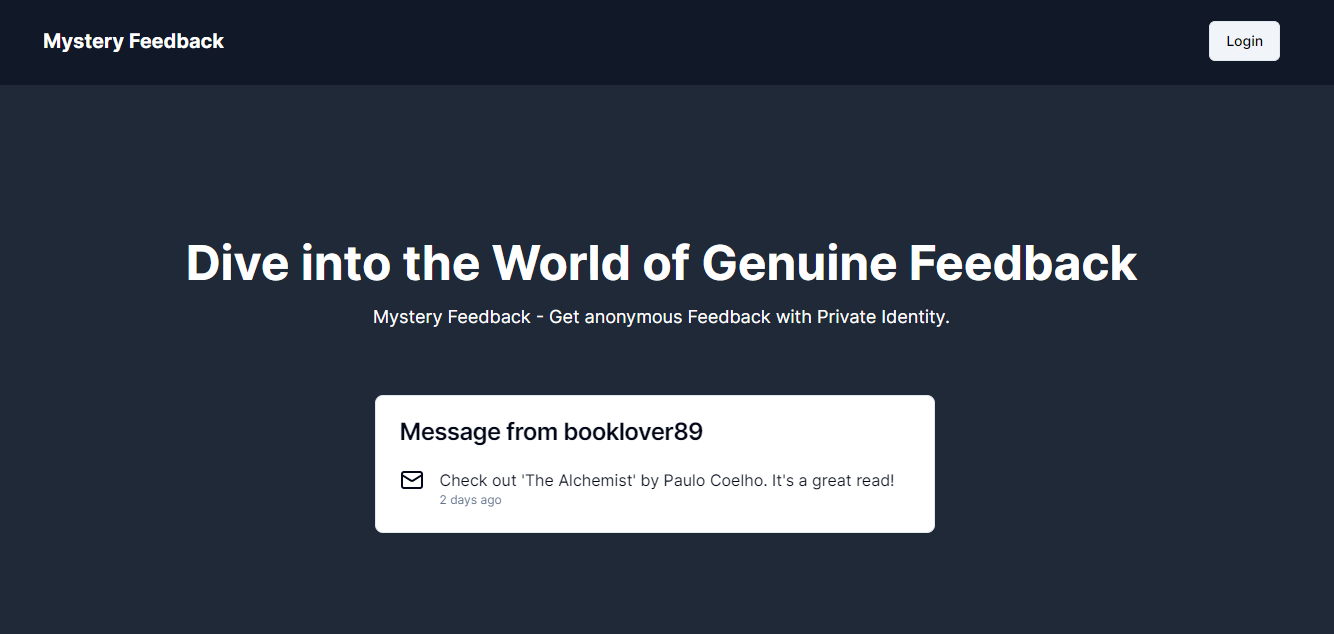 Mystery Feedback
Login
Dive into the World of Genuine Feedback
Mystery Feedback - Get anonymous Feedback with Private Identity.
Message from booklover89
Check out 'The Alchemist' by Paulo Coelho. It's a great read!
2 days ago